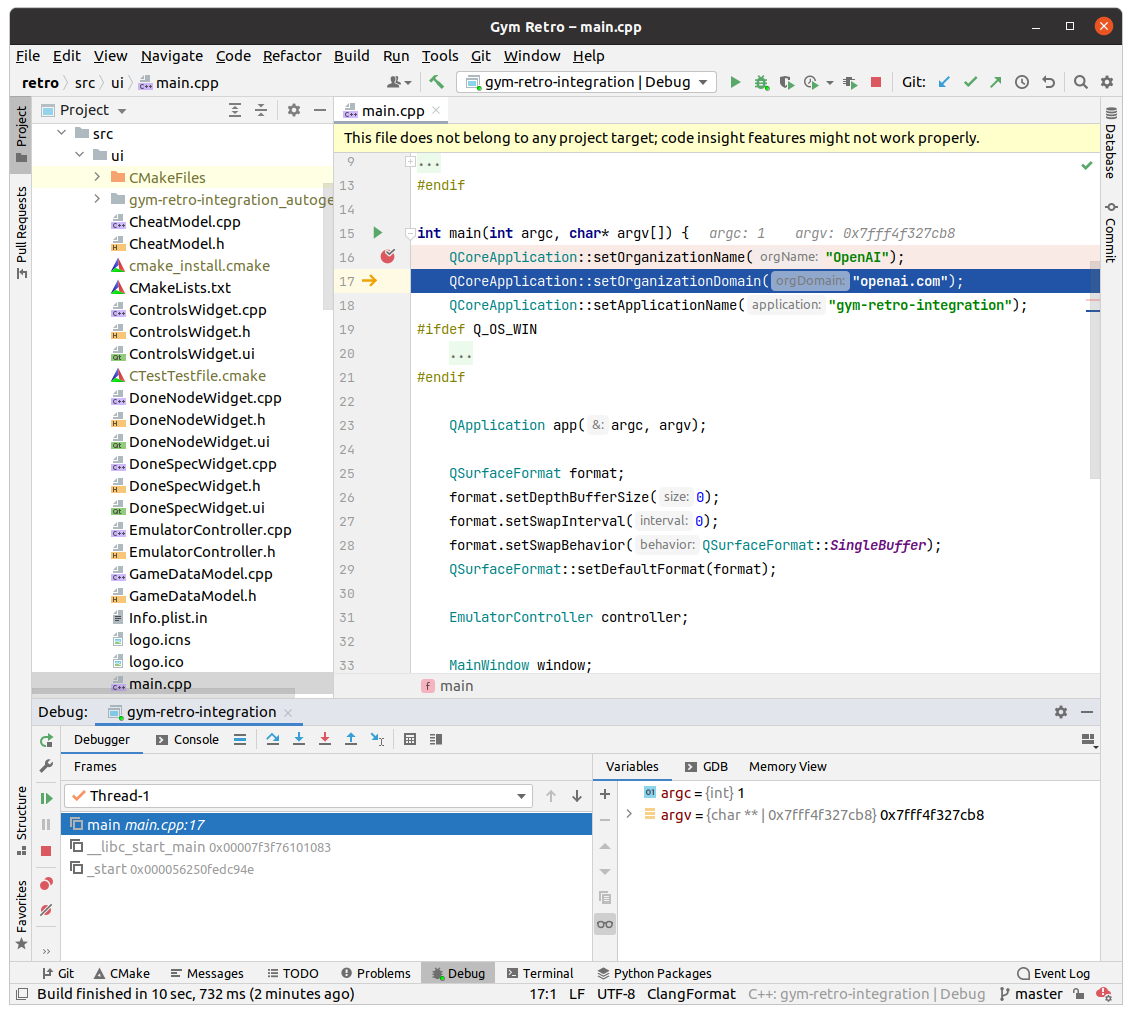 Gym Retro – main.cpp
File Edit View Navigate Code Refactor Build Run Tools Git Window Help
retro src ui main.cpp gym-retro-integration | Debug Git:
Project
main.cpp
Project
Pull Requests
Structure
Favorites
Database
Commit
src
ui
CMakeFiles
gym-retro-integration_autoge
CheatModel.cpp
CheatModel.h
cmake_install.cmake
CMakeLists.txt
ControlsWidget.cpp
ControlsWidget.h
ControlsWidget.ui
CTestTestfile.cmake
DoneNodeWidget.cpp
DoneNodeWidget.h
DoneNodeWidget.ui
DoneSpecWidget.cpp
DoneSpecWidget.h
DoneSpecWidget.ui
EmulatorController.cpp
EmulatorController.h
GameDataModel.cpp
GameDataModel.h
Info.plist.in
logo.icns
logo.ico
main.cpp
This file does not belong to any project target; code insight features might not work properly.
9 ...
13 #endif
14
15 int main(int argc, char* argv[]) { argc: 1 argv: 0x7fff4f327cb8
16 QCoreApplication::setOrganizationName( orgName: "OpenAI");
17 QCoreApplication::setOrganizationDomain( orgDomain: "openai.com");
18 QCoreApplication::setApplicationName( application: "gym-retro-integration");
19 #ifdef Q_OS_WIN
20 ...
21 #endif
22
23 QApplication app( &: argc, argv);
24
25 QSurfaceFormat format;
26 format.setDepthBufferSize( size: 0);
27 format.setSwapInterval( interval: 0);
28 format.setSwapBehavior( behavior: QSurfaceFormat::SingleBuffer);
29 QSurfaceFormat::setDefaultFormat(format);
30
31 EmulatorController controller;
32
33 MainWindow window;
f main
Debug: gym-retro-integration
Debugger Console
Frames
Thread-1
main main.cpp:17
__libc_start_main 0x00007f3f76101083
_start 0x000056250fedc94e
Variables GDB Memory View
argc = {int} 1
argv = {char ** | 0x7fff4f327cb8} 0x7fff4f327cb8
Git CMake Messages TODO Problems Debug Terminal Python Packages Event Log
Build finished in 10 sec, 732 ms (2 minutes ago) 17:1 LF UTF-8 ClangFormat C++: gym-retro-integration | Debug master